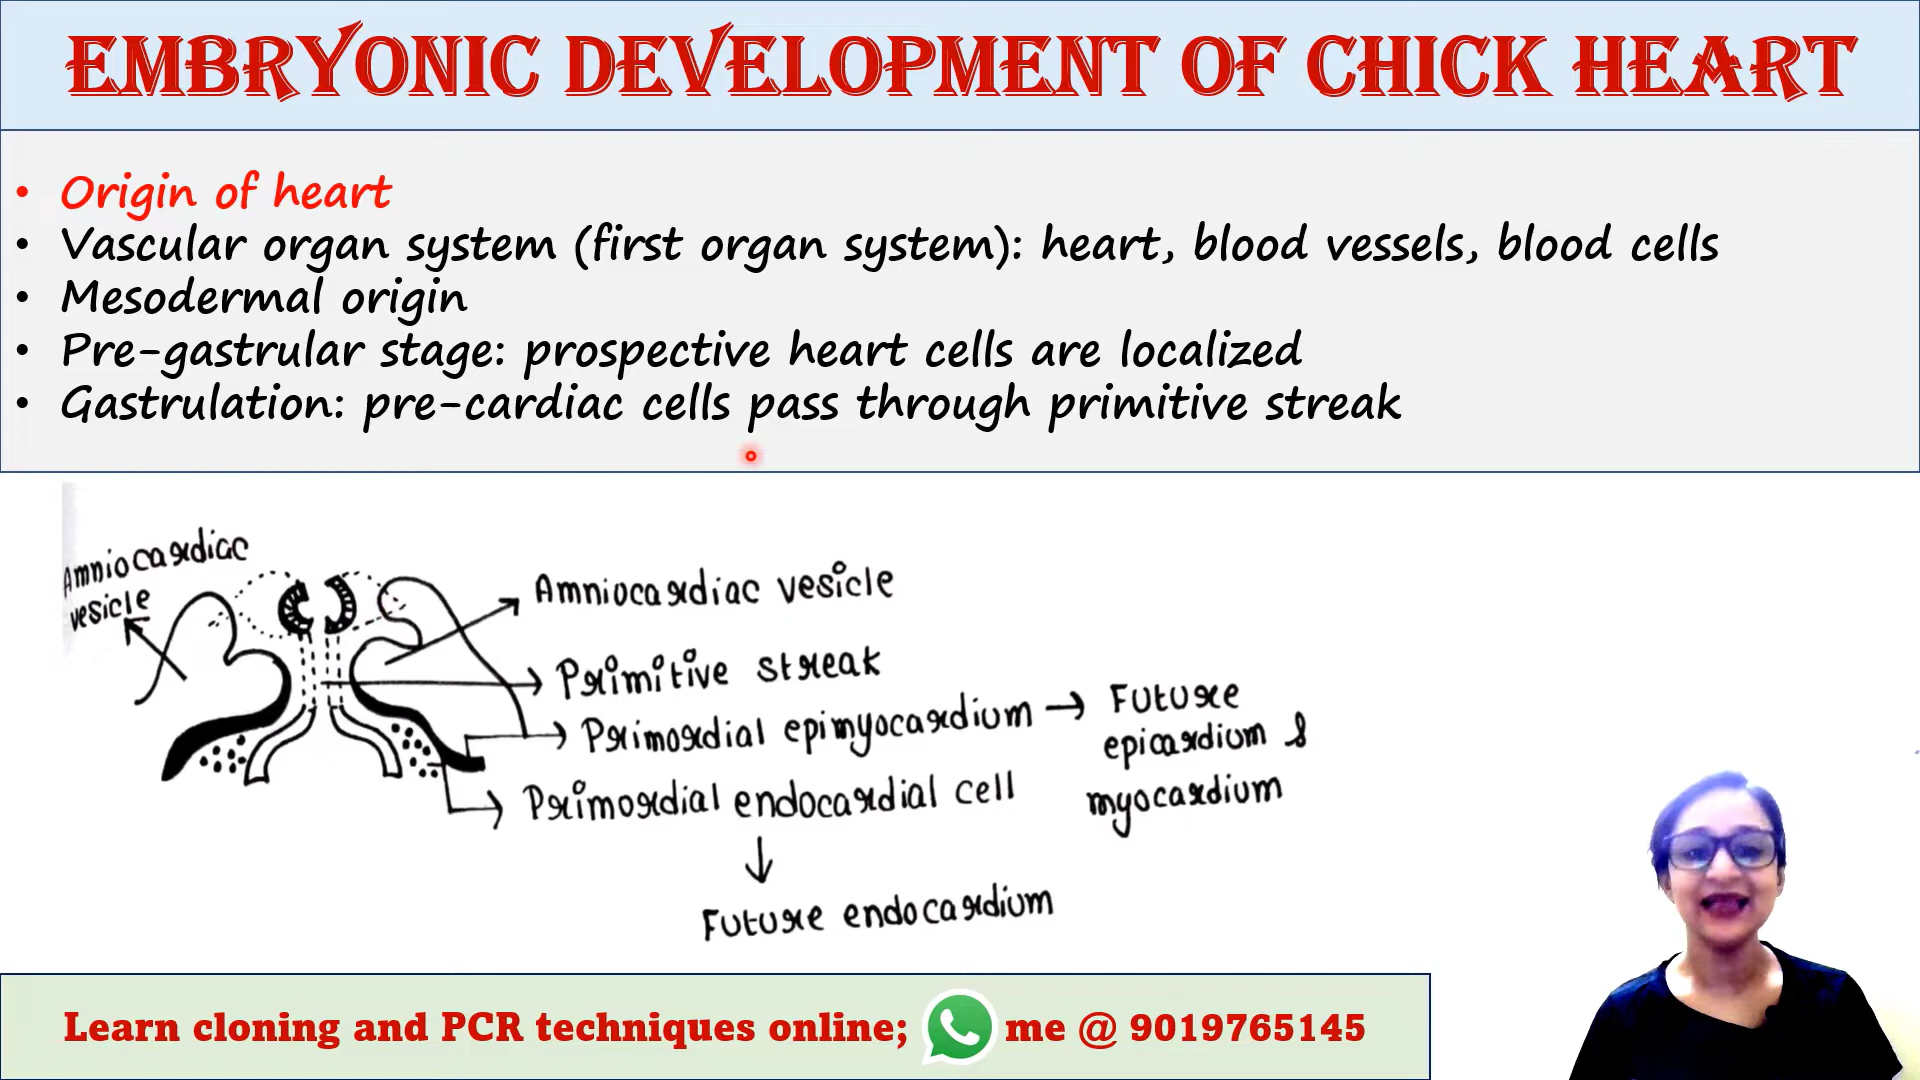 EMBRYONIC DEVELOPMENT OF CHICK HEART
• Origin of heart
• Vascular organ system (first organ system): heart, blood vessels, blood cells
• Mesodermal origin
• Pre-gastrular stage: prospective heart cells are localized
• Gastrulation: pre-cardiac cells pass through primitive streak
Amniocardiac
vesicle
Amniocardiac vesicle
Primitive streak
Primordial epimyocardium → Future
epicardium &
myocardium
Primordial endocardial cell
Future endocardium
Learn cloning and PCR techniques online; me @ 9019765145